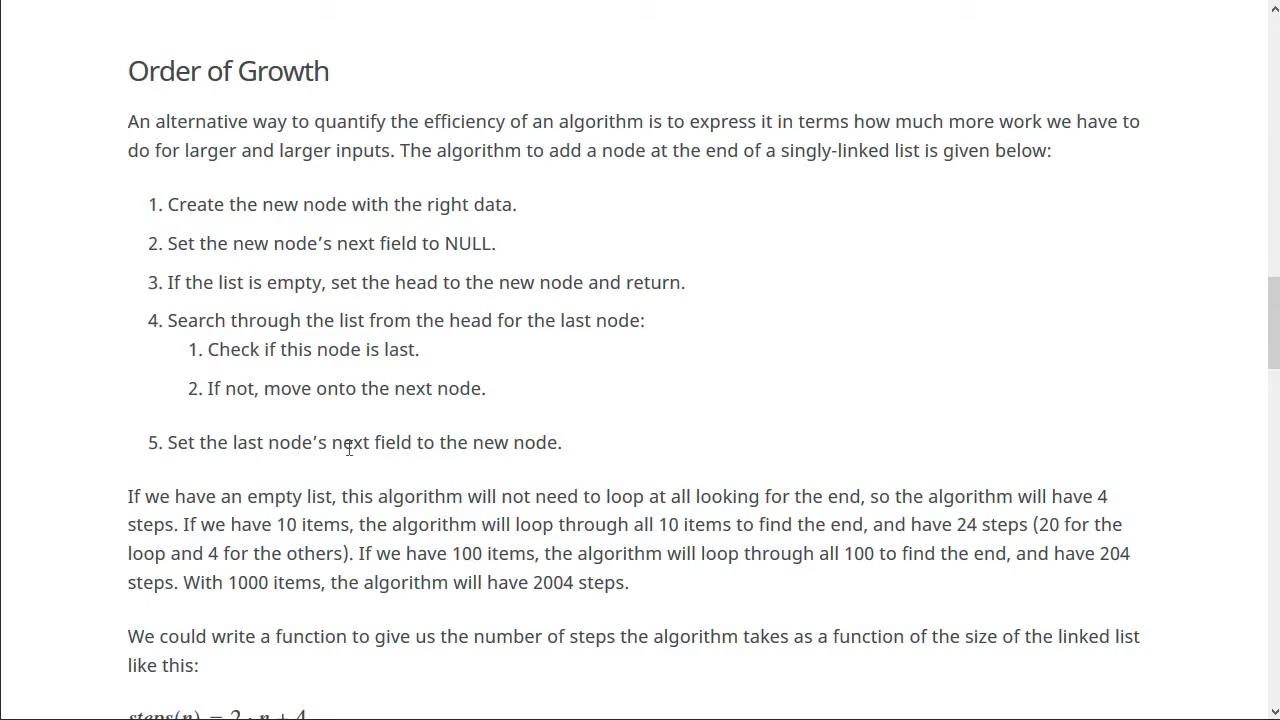 Order of Growth
An alternative way to quantify the efficiency of an algorithm is to express it in terms how much more work we have to
do for larger and larger inputs. The algorithm to add a node at the end of a singly-linked list is given below:
1. Create the new node with the right data.
2. Set the new node’s next field to NULL.
3. If the list is empty, set the head to the new node and return.
4. Search through the list from the head for the last node:
1. Check if this node is last.
2. If not, move onto the next node.
5. Set the last node’s next field to the new node.
If we have an empty list, this algorithm will not need to loop at all looking for the end, so the algorithm will have 4
steps. If we have 10 items, the algorithm will loop through all 10 items to find the end, and have 24 steps (20 for the
loop and 4 for the others). If we have 100 items, the algorithm will loop through all 100 to find the end, and have 204
steps. With 1000 items, the algorithm will have 2004 steps.
We could write a function to give us the number of steps the algorithm takes as a function of the size of the linked list
like this:
steps(n) = 2 · n + 4